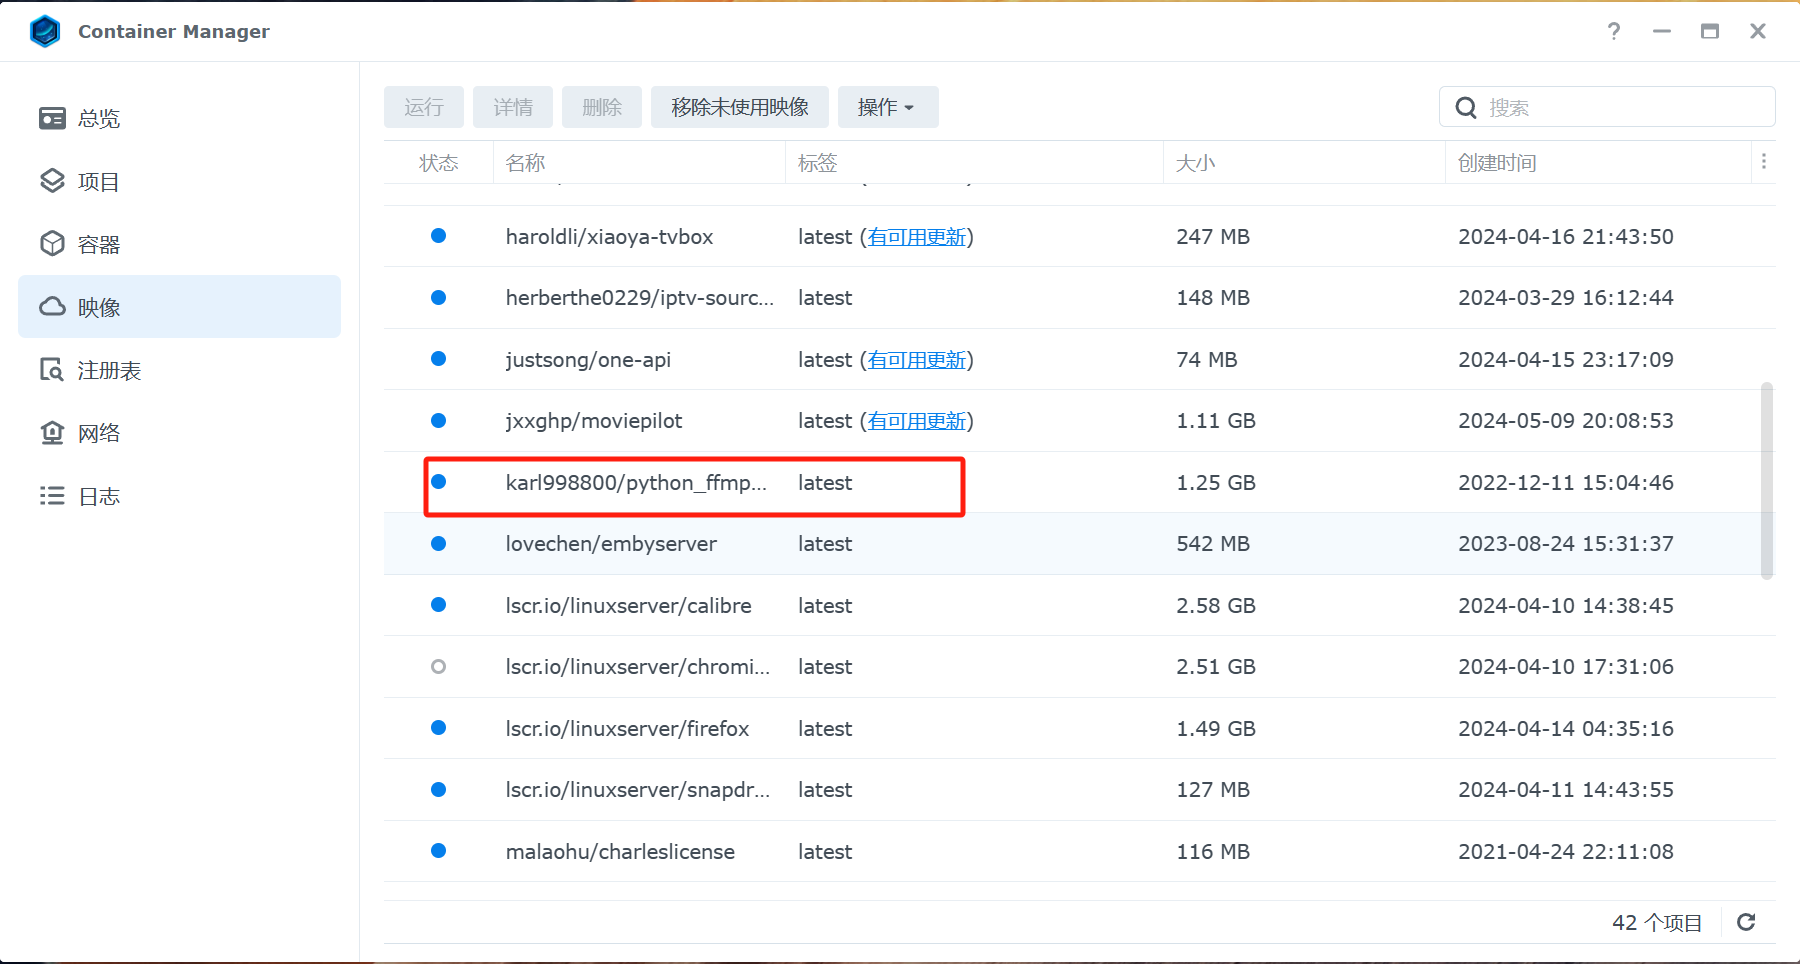 Container Manager
总览
项目
容器
映像
注册表
网络
日志
运行 详情 删除 移除未使用映像 操作 搜索
状态 名称 标签 大小 创建时间
haroldli/xiaoya-tvbox latest (有可用更新) 247 MB 2024-04-16 21:43:50
herberthe0229/iptv-sourc... latest 148 MB 2024-03-29 16:12:44
justsong/one-api latest (有可用更新) 74 MB 2024-04-15 23:17:09
jxxghp/moviepilot latest (有可用更新) 1.11 GB 2024-05-09 20:08:53
karl998800/python_ffmp... latest 1.25 GB 2022-12-11 15:04:46
lovechen/embyserver latest 542 MB 2023-08-24 15:31:37
lscr.io/linuxserver/calibre latest 2.58 GB 2024-04-10 14:38:45
lscr.io/linuxserver/chromi... latest 2.51 GB 2024-04-10 17:31:06
lscr.io/linuxserver/firefox latest 1.49 GB 2024-04-14 04:35:16
lscr.io/linuxserver/snapdr... latest 127 MB 2024-04-11 14:43:55
malaohu/charleslicense latest 116 MB 2021-04-24 22:11:08
42 个项目